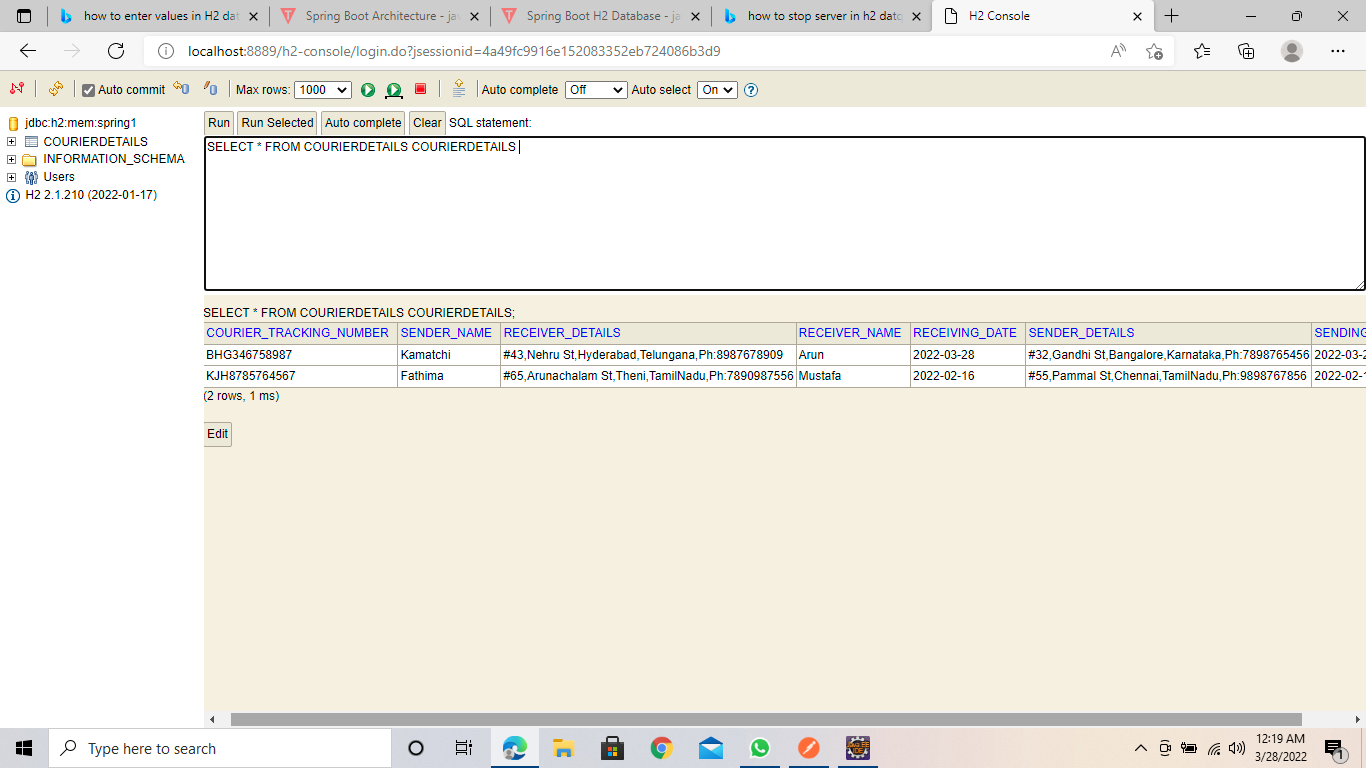 how to enter values in H2 dat
Spring Boot Architecture - jav
Spring Boot H2 Database - ja
how to stop server in h2 datq
H2 Console
localhost:8889/h2-console/login.do?jsessionid=4a49fc9916e152083352eb724086b3d9
Auto commit Max rows: 1000 Auto complete Off Auto select On
jdbc:h2:mem:spring1
COURIERDETAILS
INFORMATION_SCHEMA
Users
H2 2.1.210 (2022-01-17)
Run Run Selected Auto complete Clear SQL statement:
SELECT * FROM COURIERDETAILS COURIERDETAILS
SELECT * FROM COURIERDETAILS COURIERDETAILS;
COURIER_TRACKING_NUMBER SENDER_NAME RECEIVER_DETAILS RECEIVER_NAME RECEIVING_DATE SENDER_DETAILS SENDING
BHG346758987 Kamatchi #43,Nehru St,Hyderabad,Telungana,Ph:8987678909 Arun 2022-03-28 #32,Gandhi St,Bangalore,Karnataka,Ph:7898765456 2022-03-2
KJH8785764567 Fathima #65,Arunachalam St,Theni,TamilNadu,Ph:7890987556 Mustafa 2022-02-16 #55,Pammal St,Chennai,TamilNadu,Ph:9898767856 2022-02-1
(2 rows, 1 ms)
Edit
Type here to search
12:19 AM
3/28/2022
1